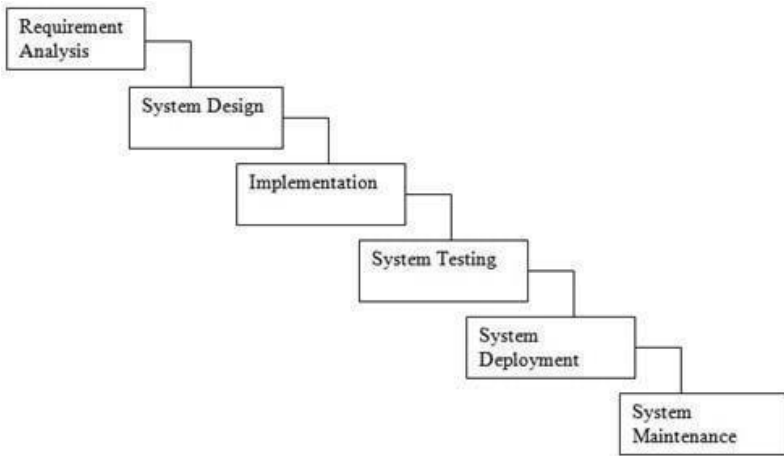 Requirement
Analysis
System Design
Implementation
System Testing
System
Deployment
System
Maintenance